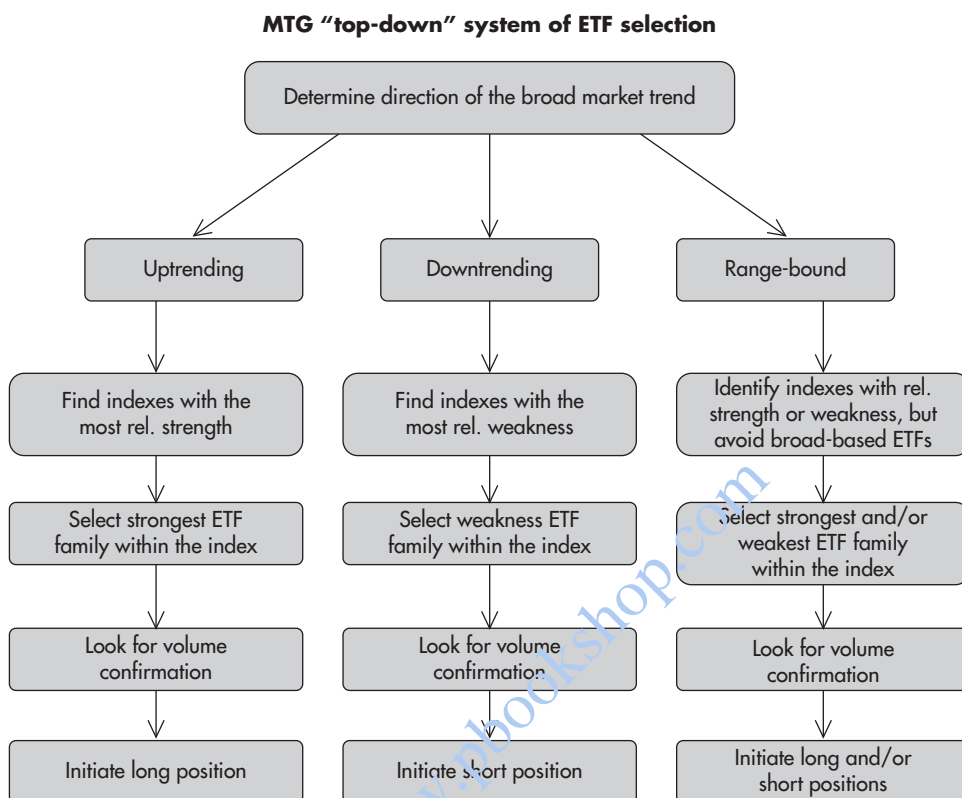 MTG “top-down” system of ETF selection
Determine direction of the broad market trend
Uptrending
Downtrending
Range-bound
Find indexes with the
most rel. strength
Find indexes with the
most rel. weakness
Identify indexes with rel.
strength or weakness, but
avoid broad-based ETFs
Select strongest ETF
family within the index
Select weakness ETF
family within the index
Select strongest and/or
weakest ETF family
within the index
Look for volume
confirmation
Look for volume
confirmation
Look for volume
confirmation
Initiate long position
Initiate short position
Initiate long and/or
short positions
w.pbookshop.com